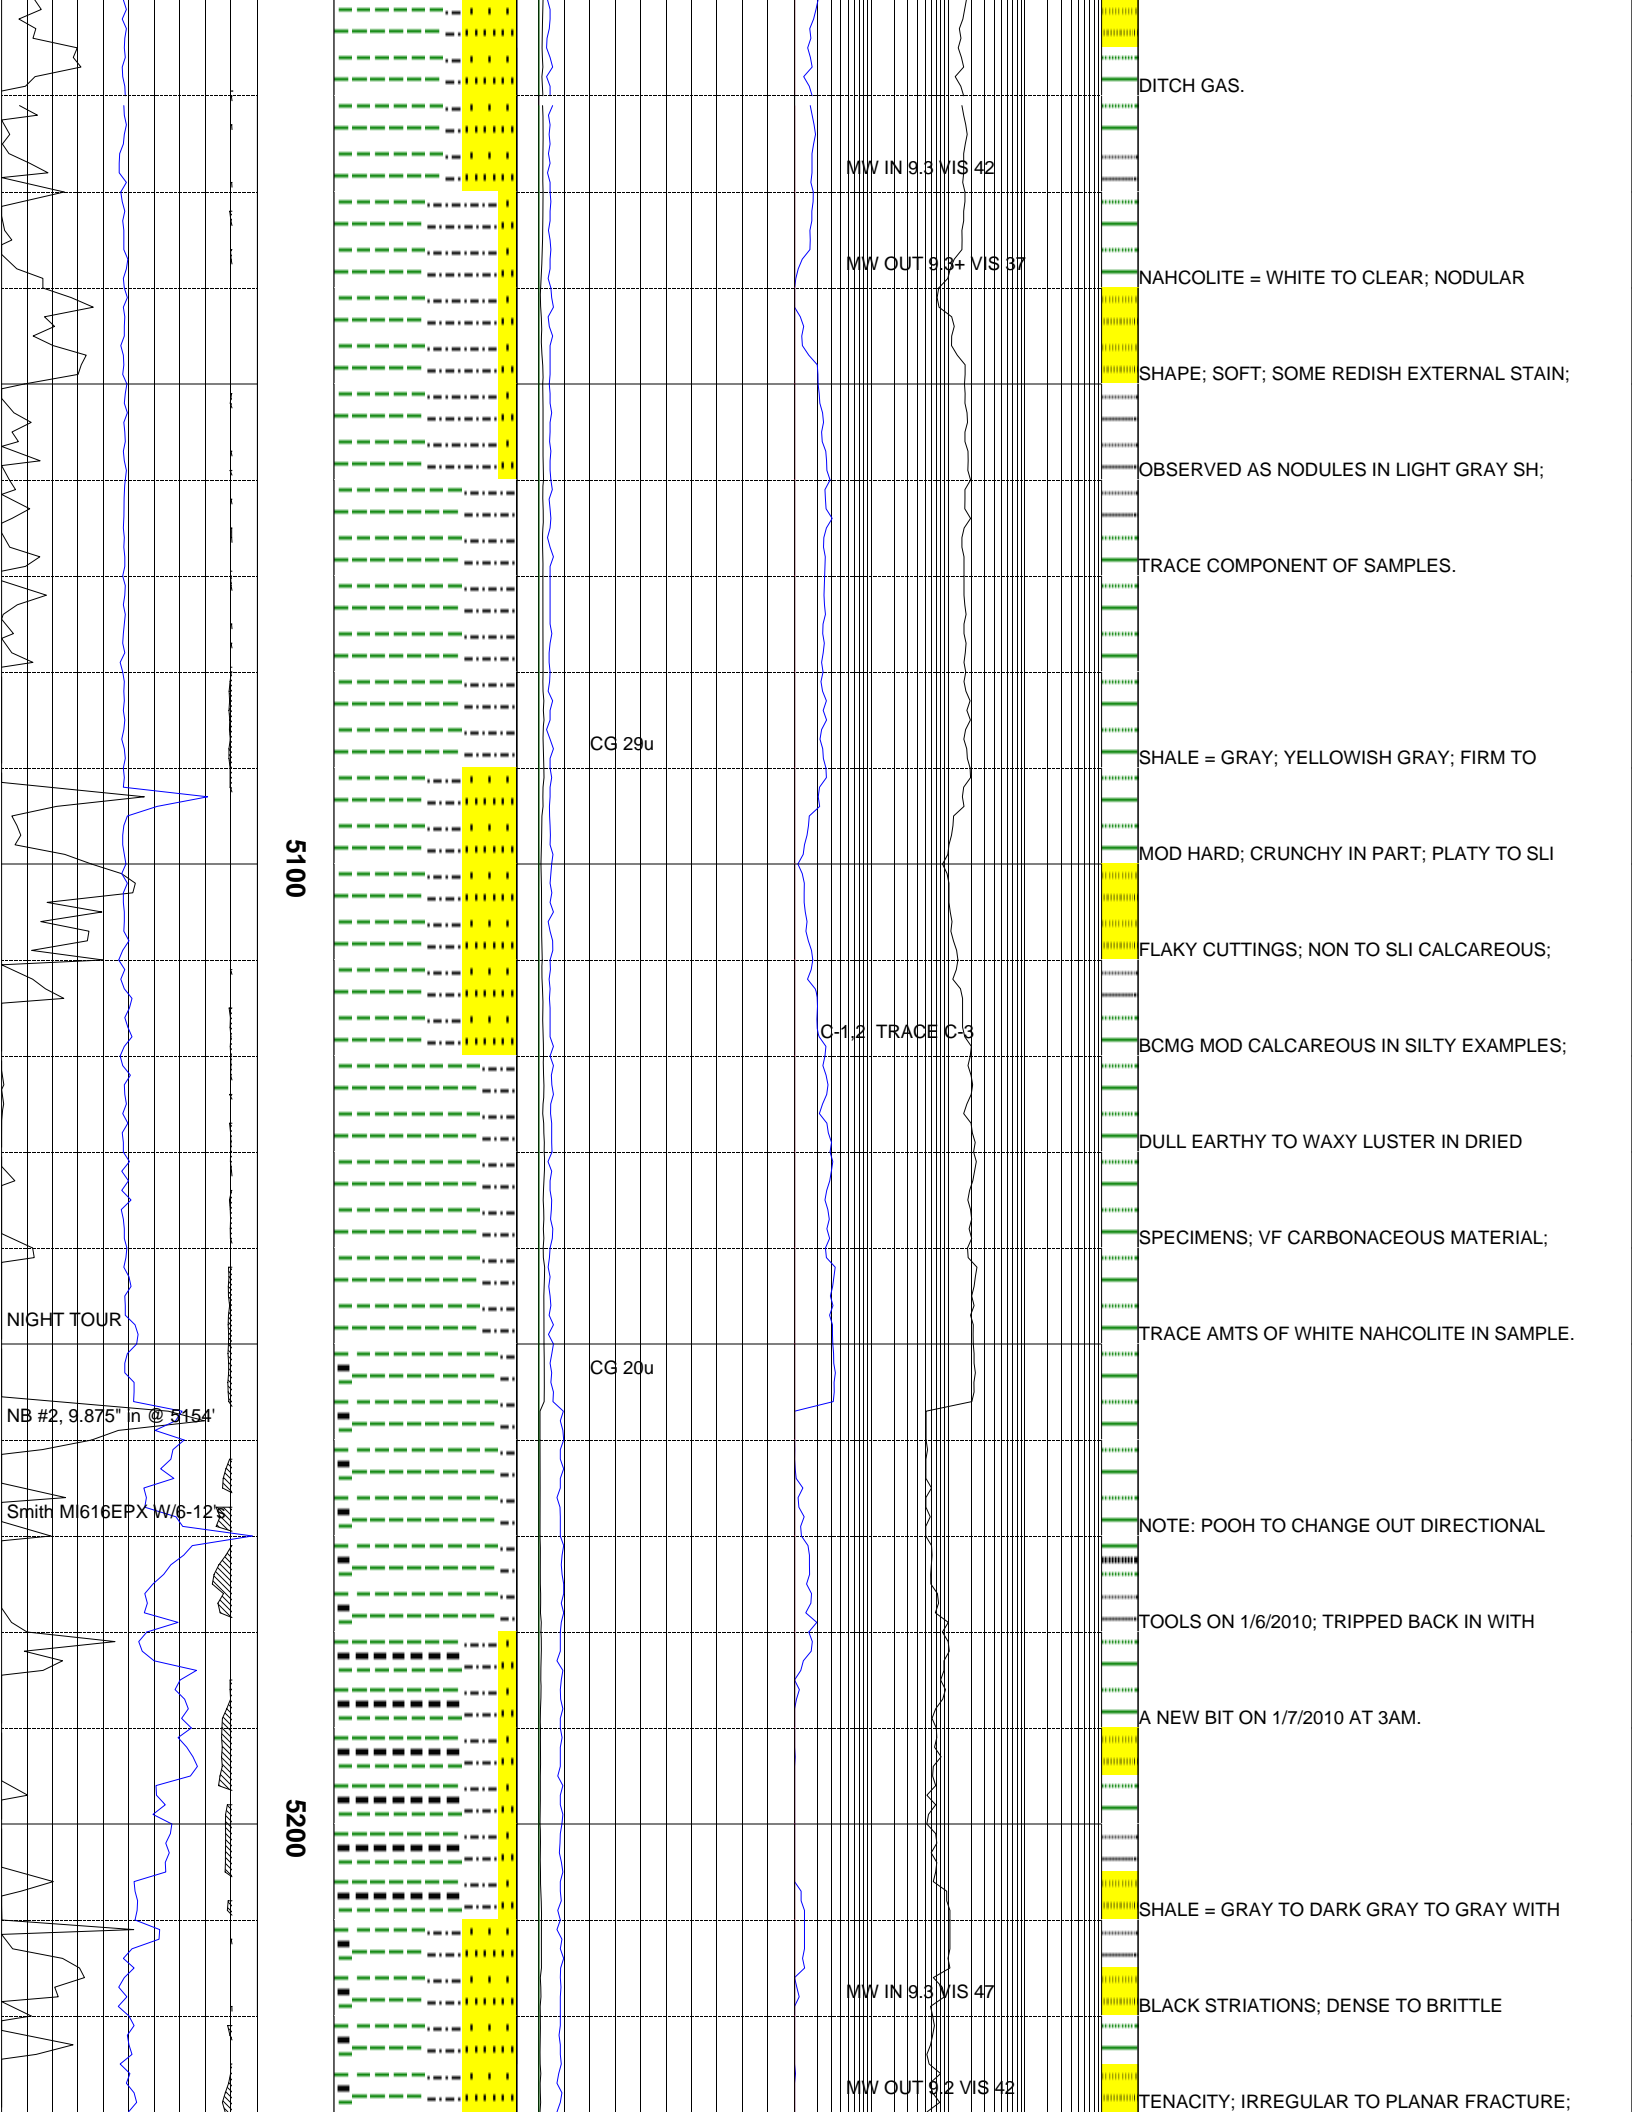 DITCH GAS.
MW IN 9.3 VIS 42
MW OUT 9.3+ VIS 37
NAHCOLITE = WHITE TO CLEAR; NODULAR
SHAPE; SOFT; SOME REDISH EXTERNAL STAIN;
OBSERVED AS NODULES IN LIGHT GRAY SH;
TRACE COMPONENT OF SAMPLES.
CG 29u
SHALE = GRAY; YELLOWISH GRAY; FIRM TO
5100
MOD HARD; CRUNCHY IN PART; PLATY TO SLI
FLAKY CUTTINGS; NON TO SLI CALCAREOUS;
C-1,2 TRACE C-3
BCMG MOD CALCAREOUS IN SILTY EXAMPLES;
DULL EARTHY TO WAXY LUSTER IN DRIED
SPECIMENS; VF CARBONACEOUS MATERIAL;
NIGHT TOUR
TRACE AMTS OF WHITE NAHCOLITE IN SAMPLE.
CG 20u
NB #2, 9.875" in @ 5154'
Smith MI616EPX W/6-12's
NOTE: POOH TO CHANGE OUT DIRECTIONAL
TOOLS ON 1/6/2010; TRIPPED BACK IN WITH
A NEW BIT ON 1/7/2010 AT 3AM.
5200
SHALE = GRAY TO DARK GRAY TO GRAY WITH
MW IN 9.3 VIS 47
BLACK STRIATIONS; DENSE TO BRITTLE
MW OUT 9.2 VIS 42
TENACITY; IRREGULAR TO PLANAR FRACTURE;